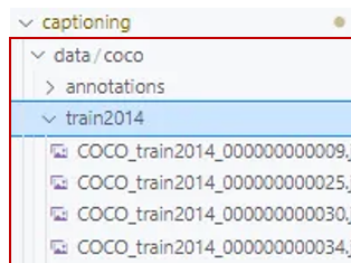 captioning
data/coco
annotations
train2014
COCO_train2014_000000000009.j
COCO_train2014_000000000025.j
COCO_train2014_000000000030.j
COCO_train2014_000000000034.j